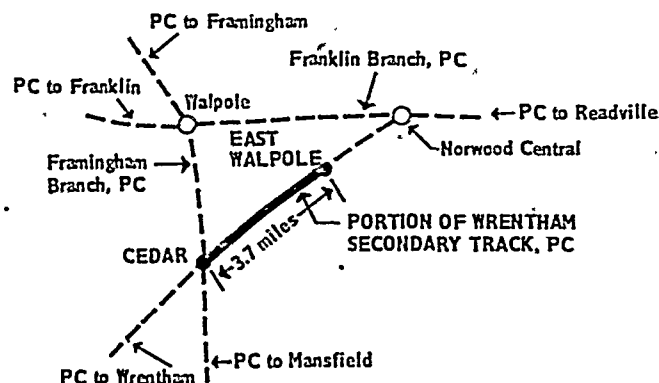 PC to Framingham
Franklin Branch, PC
PC to Franklin
Walpole
PC to Readville
EAST
WALPOLE
Norwood Central
Framingham
Branch, PC
PORTION OF WRENTHAM
SECONDARY TRACK, PC
3.7 miles
CEDAR
PC to Mansfield
PC to Wrentham